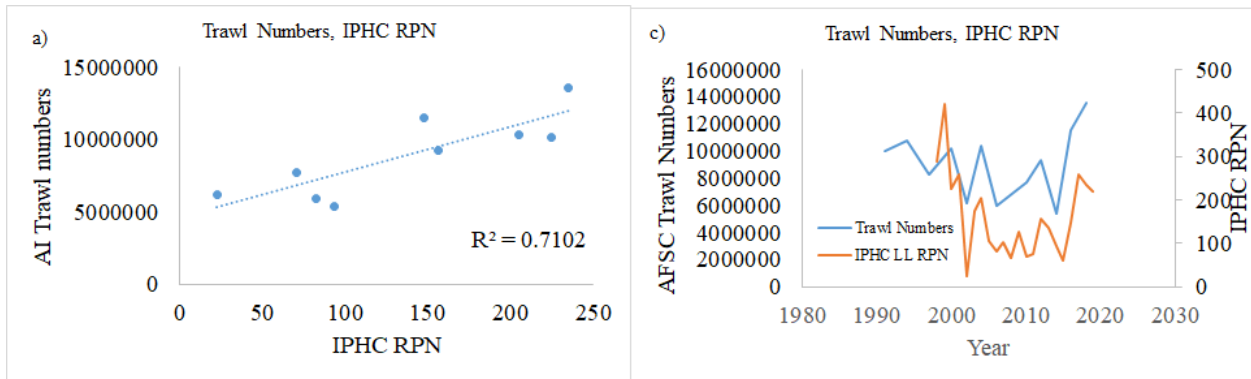 a)
Trawl Numbers, IPHC RPN
AI Trawl numbers
15000000
10000000
5000000
0
R² = 0.7102
0 50 100 150 200 250
IPHC RPN
c)
Trawl Numbers, IPHC RPN
AFSC Trawl Numbers
16000000
14000000
12000000
10000000
8000000
6000000
4000000
2000000
0
Trawl Numbers
IPHC LL RPN
500
400
300
200
100
0
IPHC RPN
1980 1990 2000 2010 2020 2030
Year